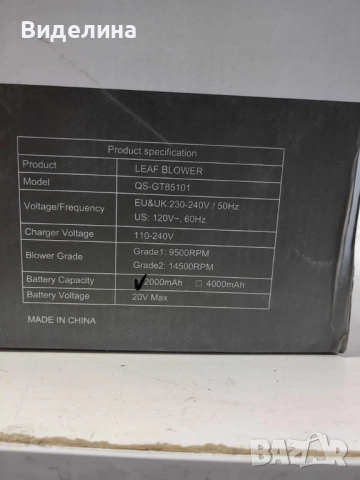 Виделина
Product specification
Product LEAF BLOWER
Model QS-GT85101
Voltage/Frequency EU&UK:230-240V / 50Hz
US: 120V~, 60Hz
Charger Voltage 110-240V
Blower Grade Grade1: 9500RPM
Grade2: 14500RPM
Battery Capacity ✓ 2000mAh ☐ 4000mAh
Battery Voltage 20V Max
MADE IN CHINA
BAZAR